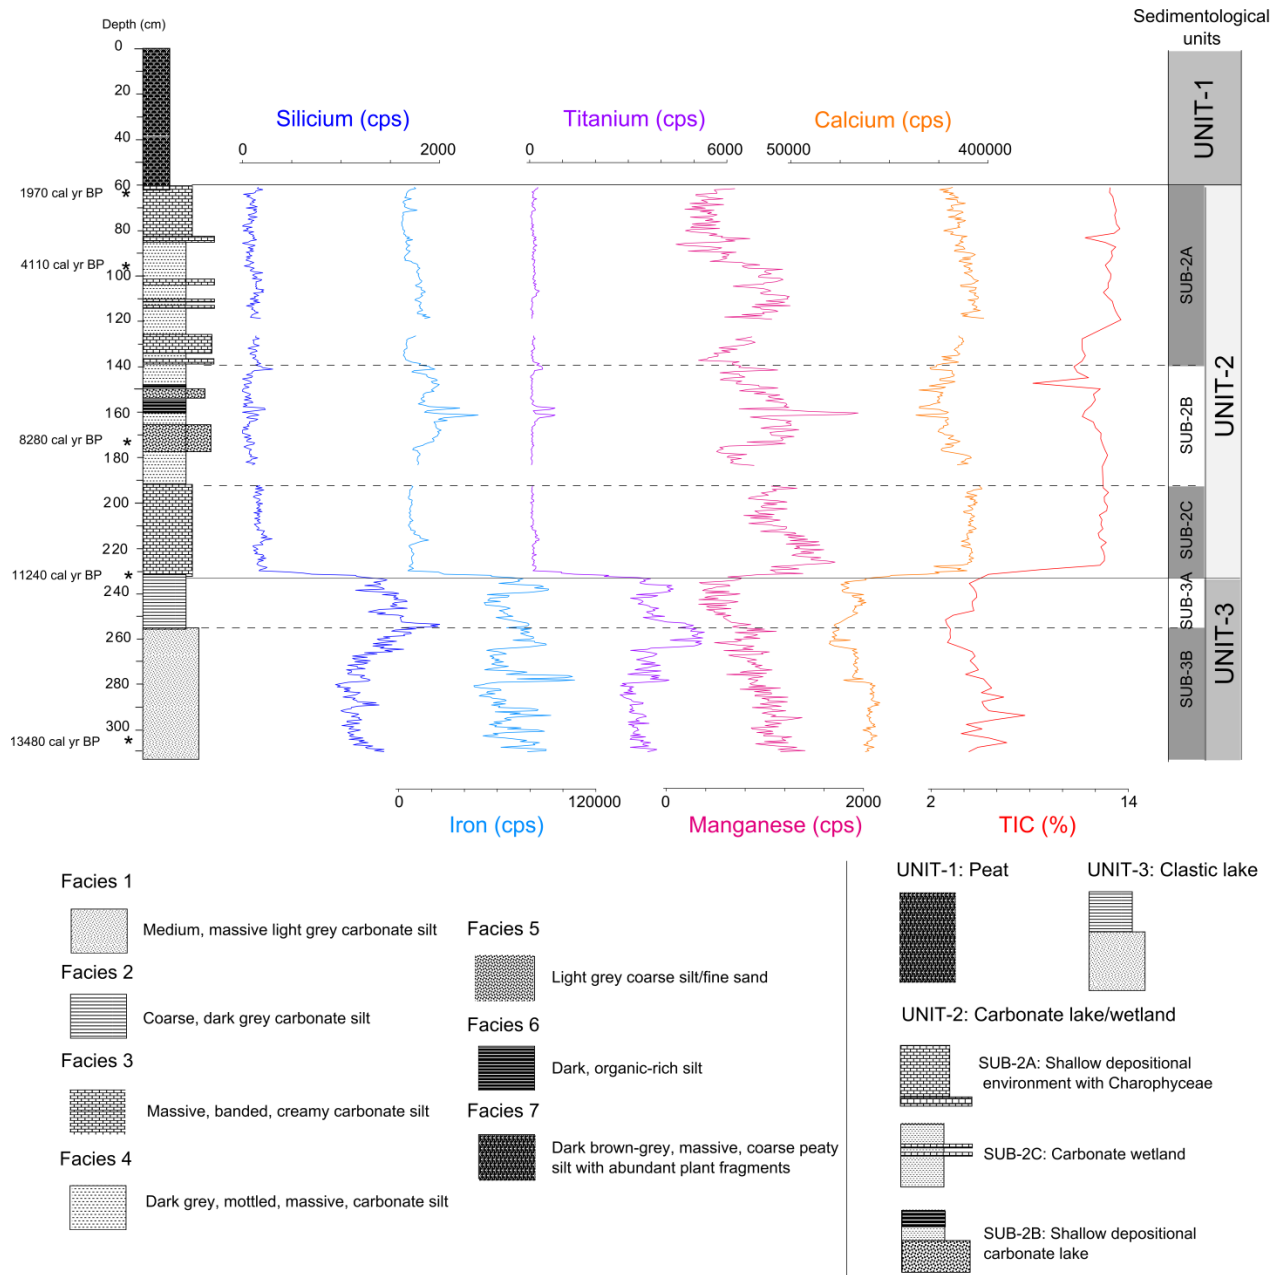 Sedimentological
units
Depth (cm)
0
20
40
60
80
100
120
140
160
180
200
220
240
260
280
300
1970 cal yr BP *
4110 cal yr BP *
8280 cal yr BP *
11240 cal yr BP *
13480 cal yr BP *
Silicium (cps)
0 2000
Titanium (cps)
0 6000
Calcium (cps)
50000 400000
UNIT-1
SUB-2A
SUB-2B
SUB-2C
UNIT-2
SUB-3A
SUB-3B
UNIT-3
0 120000
Iron (cps)
0 2000
Manganese (cps)
2 14
TIC (%)
Facies 1
Medium, massive light grey carbonate silt
Facies 2
Coarse, dark grey carbonate silt
Facies 3
Massive, banded, creamy carbonate silt
Facies 4
Dark grey, mottled, massive, carbonate silt
Facies 5
Light grey coarse silt/fine sand
Facies 6
Dark, organic-rich silt
Facies 7
Dark brown-grey, massive, coarse peaty
silt with abundant plant fragments
UNIT-1: Peat
UNIT-3: Clastic lake
UNIT-2: Carbonate lake/wetland
SUB-2A: Shallow depositional
environment with Charophyceae
SUB-2C: Carbonate wetland
SUB-2B: Shallow depositional
carbonate lake